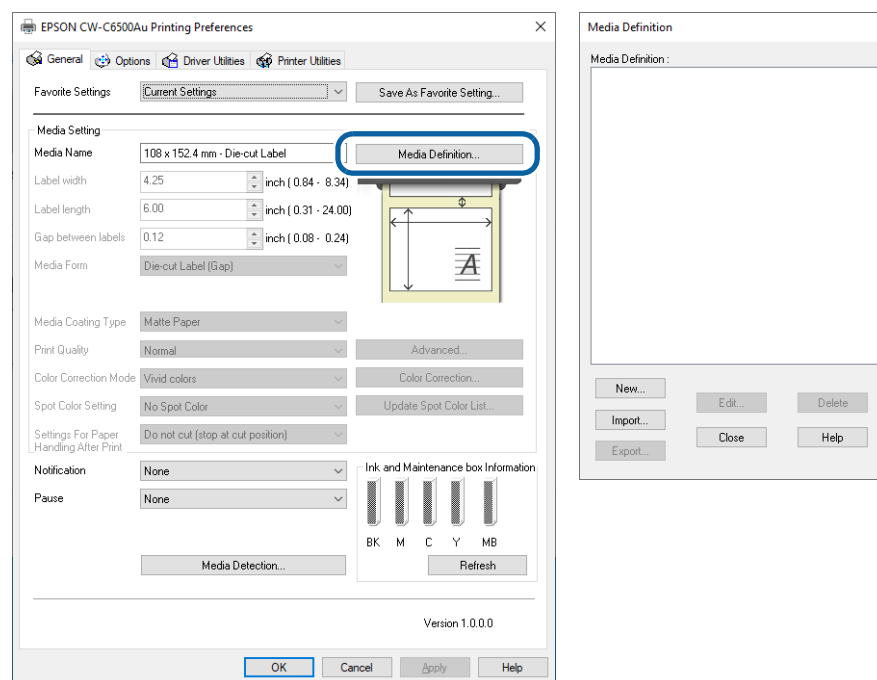 EPSON CW-C6500Au Printing Preferences
General Options Driver Utilities Printer Utilities
Favorite Settings Current Settings Save As Favorite Setting...
Media Setting
Media Name 108 x 152.4 mm - Die-cut Label Media Definition...
Label width 4.25 inch ( 0.84 - 8.34)
Label length 6.00 inch ( 0.31 - 24.00)
Gap between labels 0.12 inch ( 0.08 - 0.24)
Media Form Die-cut Label (Gap)
A
Media Coating Type Matte Paper
Print Quality Normal Advanced...
Color Correction Mode Vivid colors Color Correction...
Spot Color Setting No Spot Color Update Spot Color List...
Settings For Paper Handling After Print Do not cut (stop at cut position)
Notification None
Pause None
Ink and Maintenance box Information
BK M C Y MB
Media Detection... Refresh
Version 1.0.0.0
OK Cancel Apply Help
Media Definition
Media Definition :
New... Edit... Delete
Import... Close Help
Export...